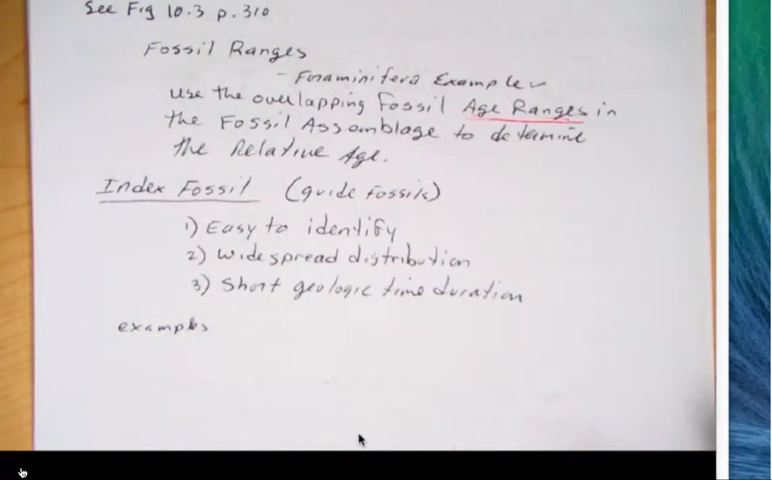 See Fig 10.3 p.310
Fossil Ranges
- Foraminifera Example
Use the overlapping Fossil Age Ranges in
the Fossil Assemblage to determine
the Relative Age.
Index Fossil (guide Fossils)
1) Easy to identify
2) Widespread distribution
3) Short geologic time duration
examples